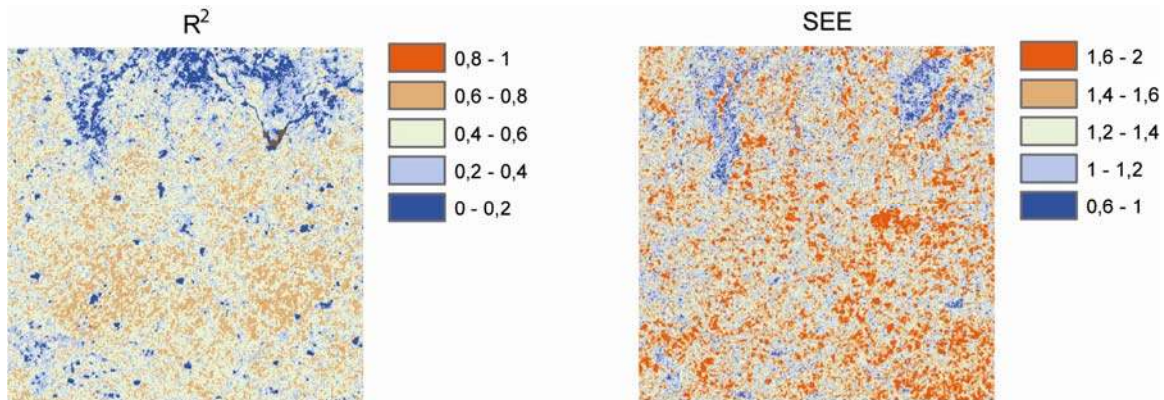 R²
0,8 - 1
0,6 - 0,8
0,4 - 0,6
0,2 - 0,4
0 - 0,2
SEE
1,6 - 2
1,4 - 1,6
1,2 - 1,4
1 - 1,2
0,6 - 1